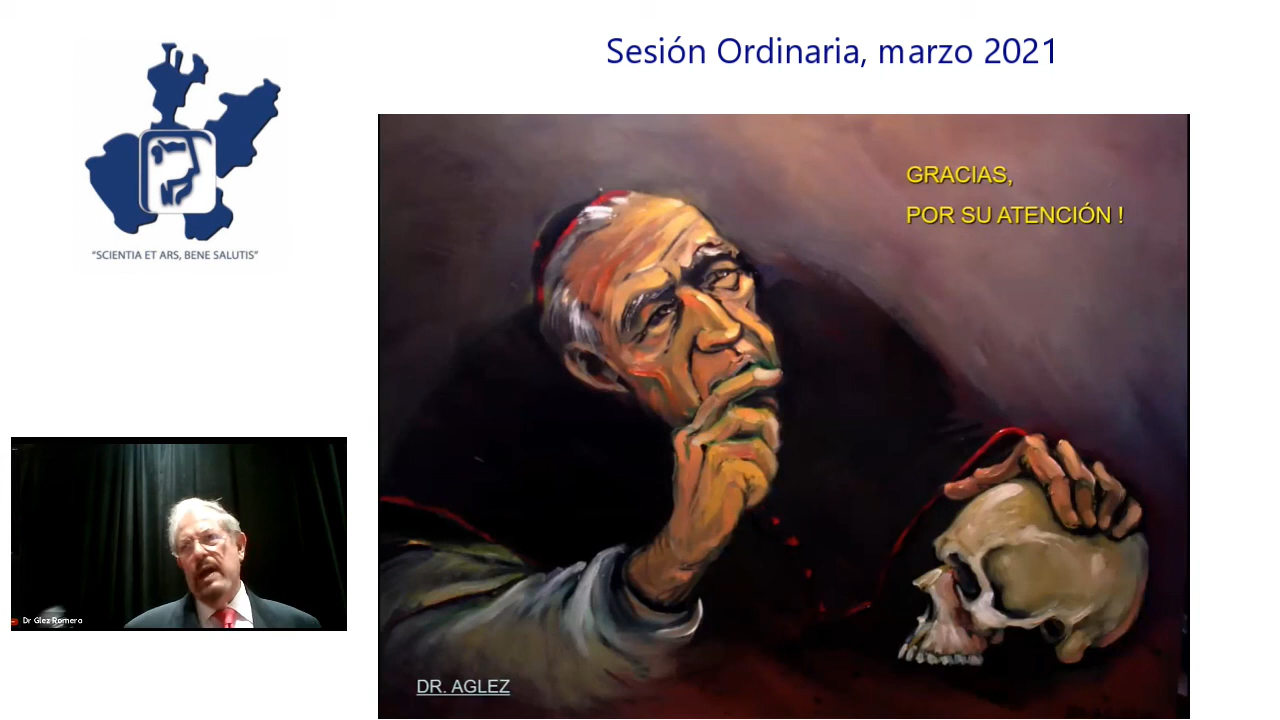 Sesión Ordinaria, marzo 2021
"SCIENTIA ET ARS, BENE SALUTIS"
GRACIAS,
POR SU ATENCIÓN !
Dr Glez Romero
DR. AGLEZ